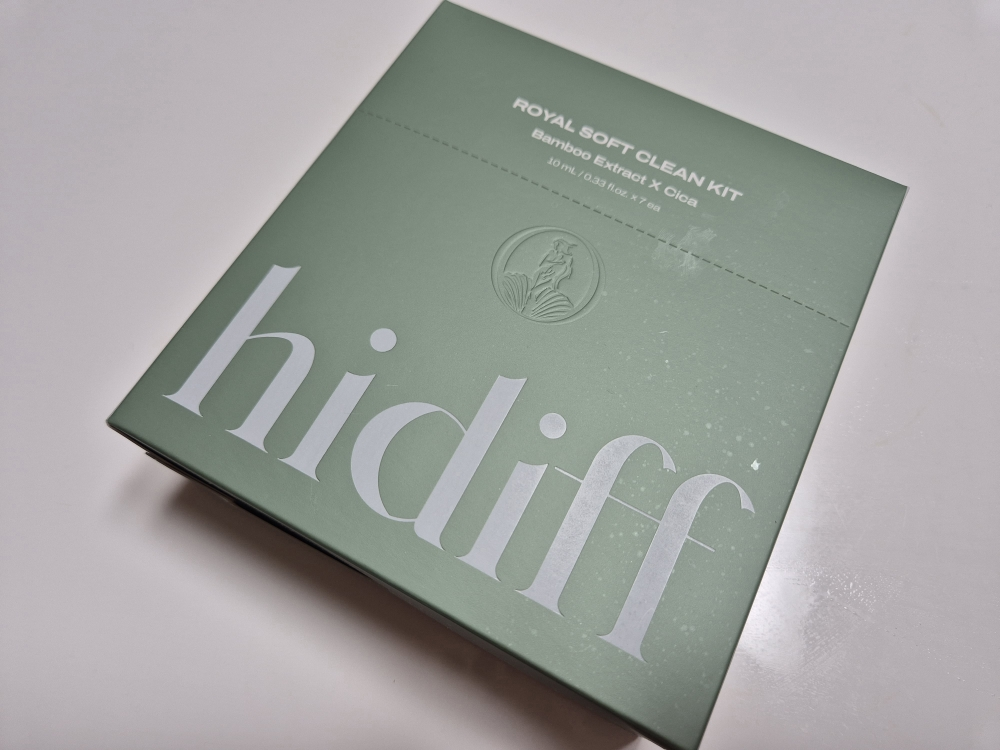 ROYAL SOFT CLEAN KIT
Bamboo Extract X Cica
10 mL / 0.33 fl.oz. x 7 ea
hidiff